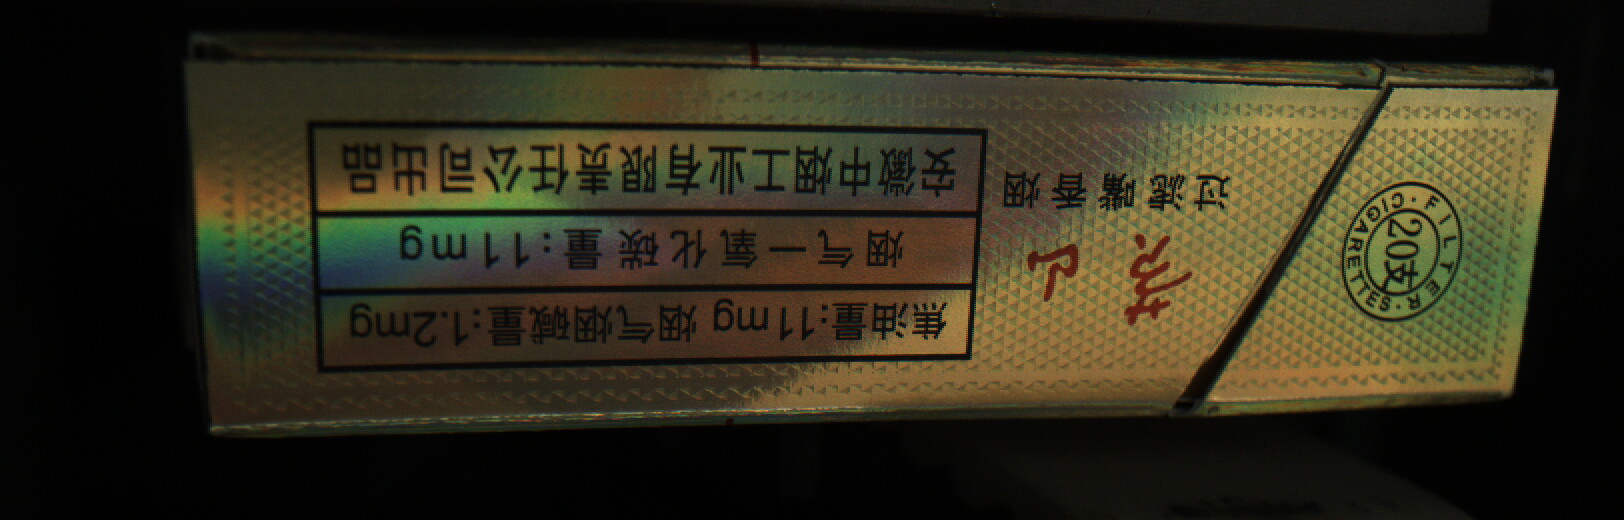 ·FILTER·CIGARETTES
20支
黄山
过滤嘴香烟
焦油量:11mg 烟气烟碱量:1.2mg
烟气一氧化碳量:11mg
安徽中烟工业有限责任公司出品